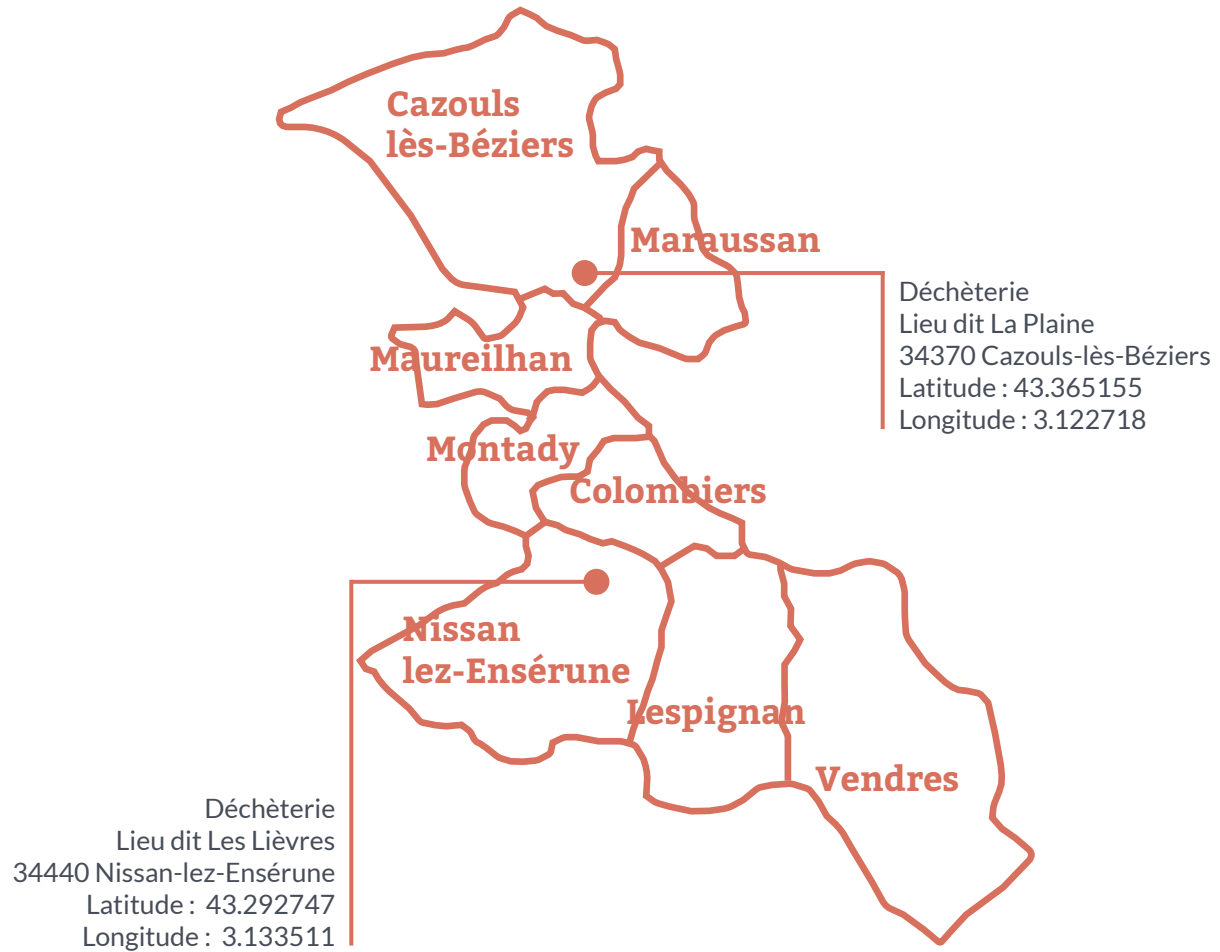 Cazouls
lès-Béziers
Maraussan
Déchèterie
Lieu dit La Plaine
34370 Cazouls-lès-Béziers
Latitude : 43.365155
Longitude : 3.122718
Maureilhan
Montady
Colombiers
Nissan
lez-Ensérune
Lespignan
Vendres
Déchèterie
Lieu dit Les Lièvres
34440 Nissan-lez-Ensérune
Latitude :  43.292747
Longitude :  3.133511